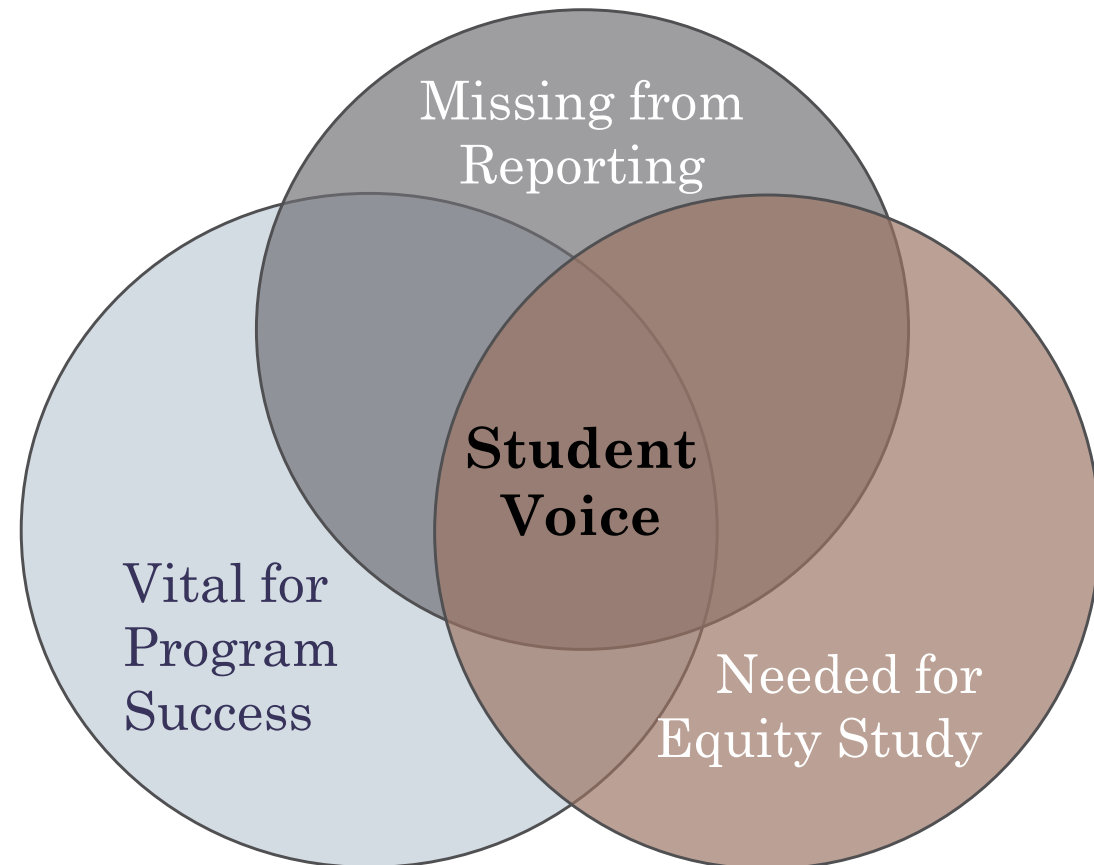 Missing from
Reporting
Student
Voice
Vital for
Program
Success
Needed for
Equity Study